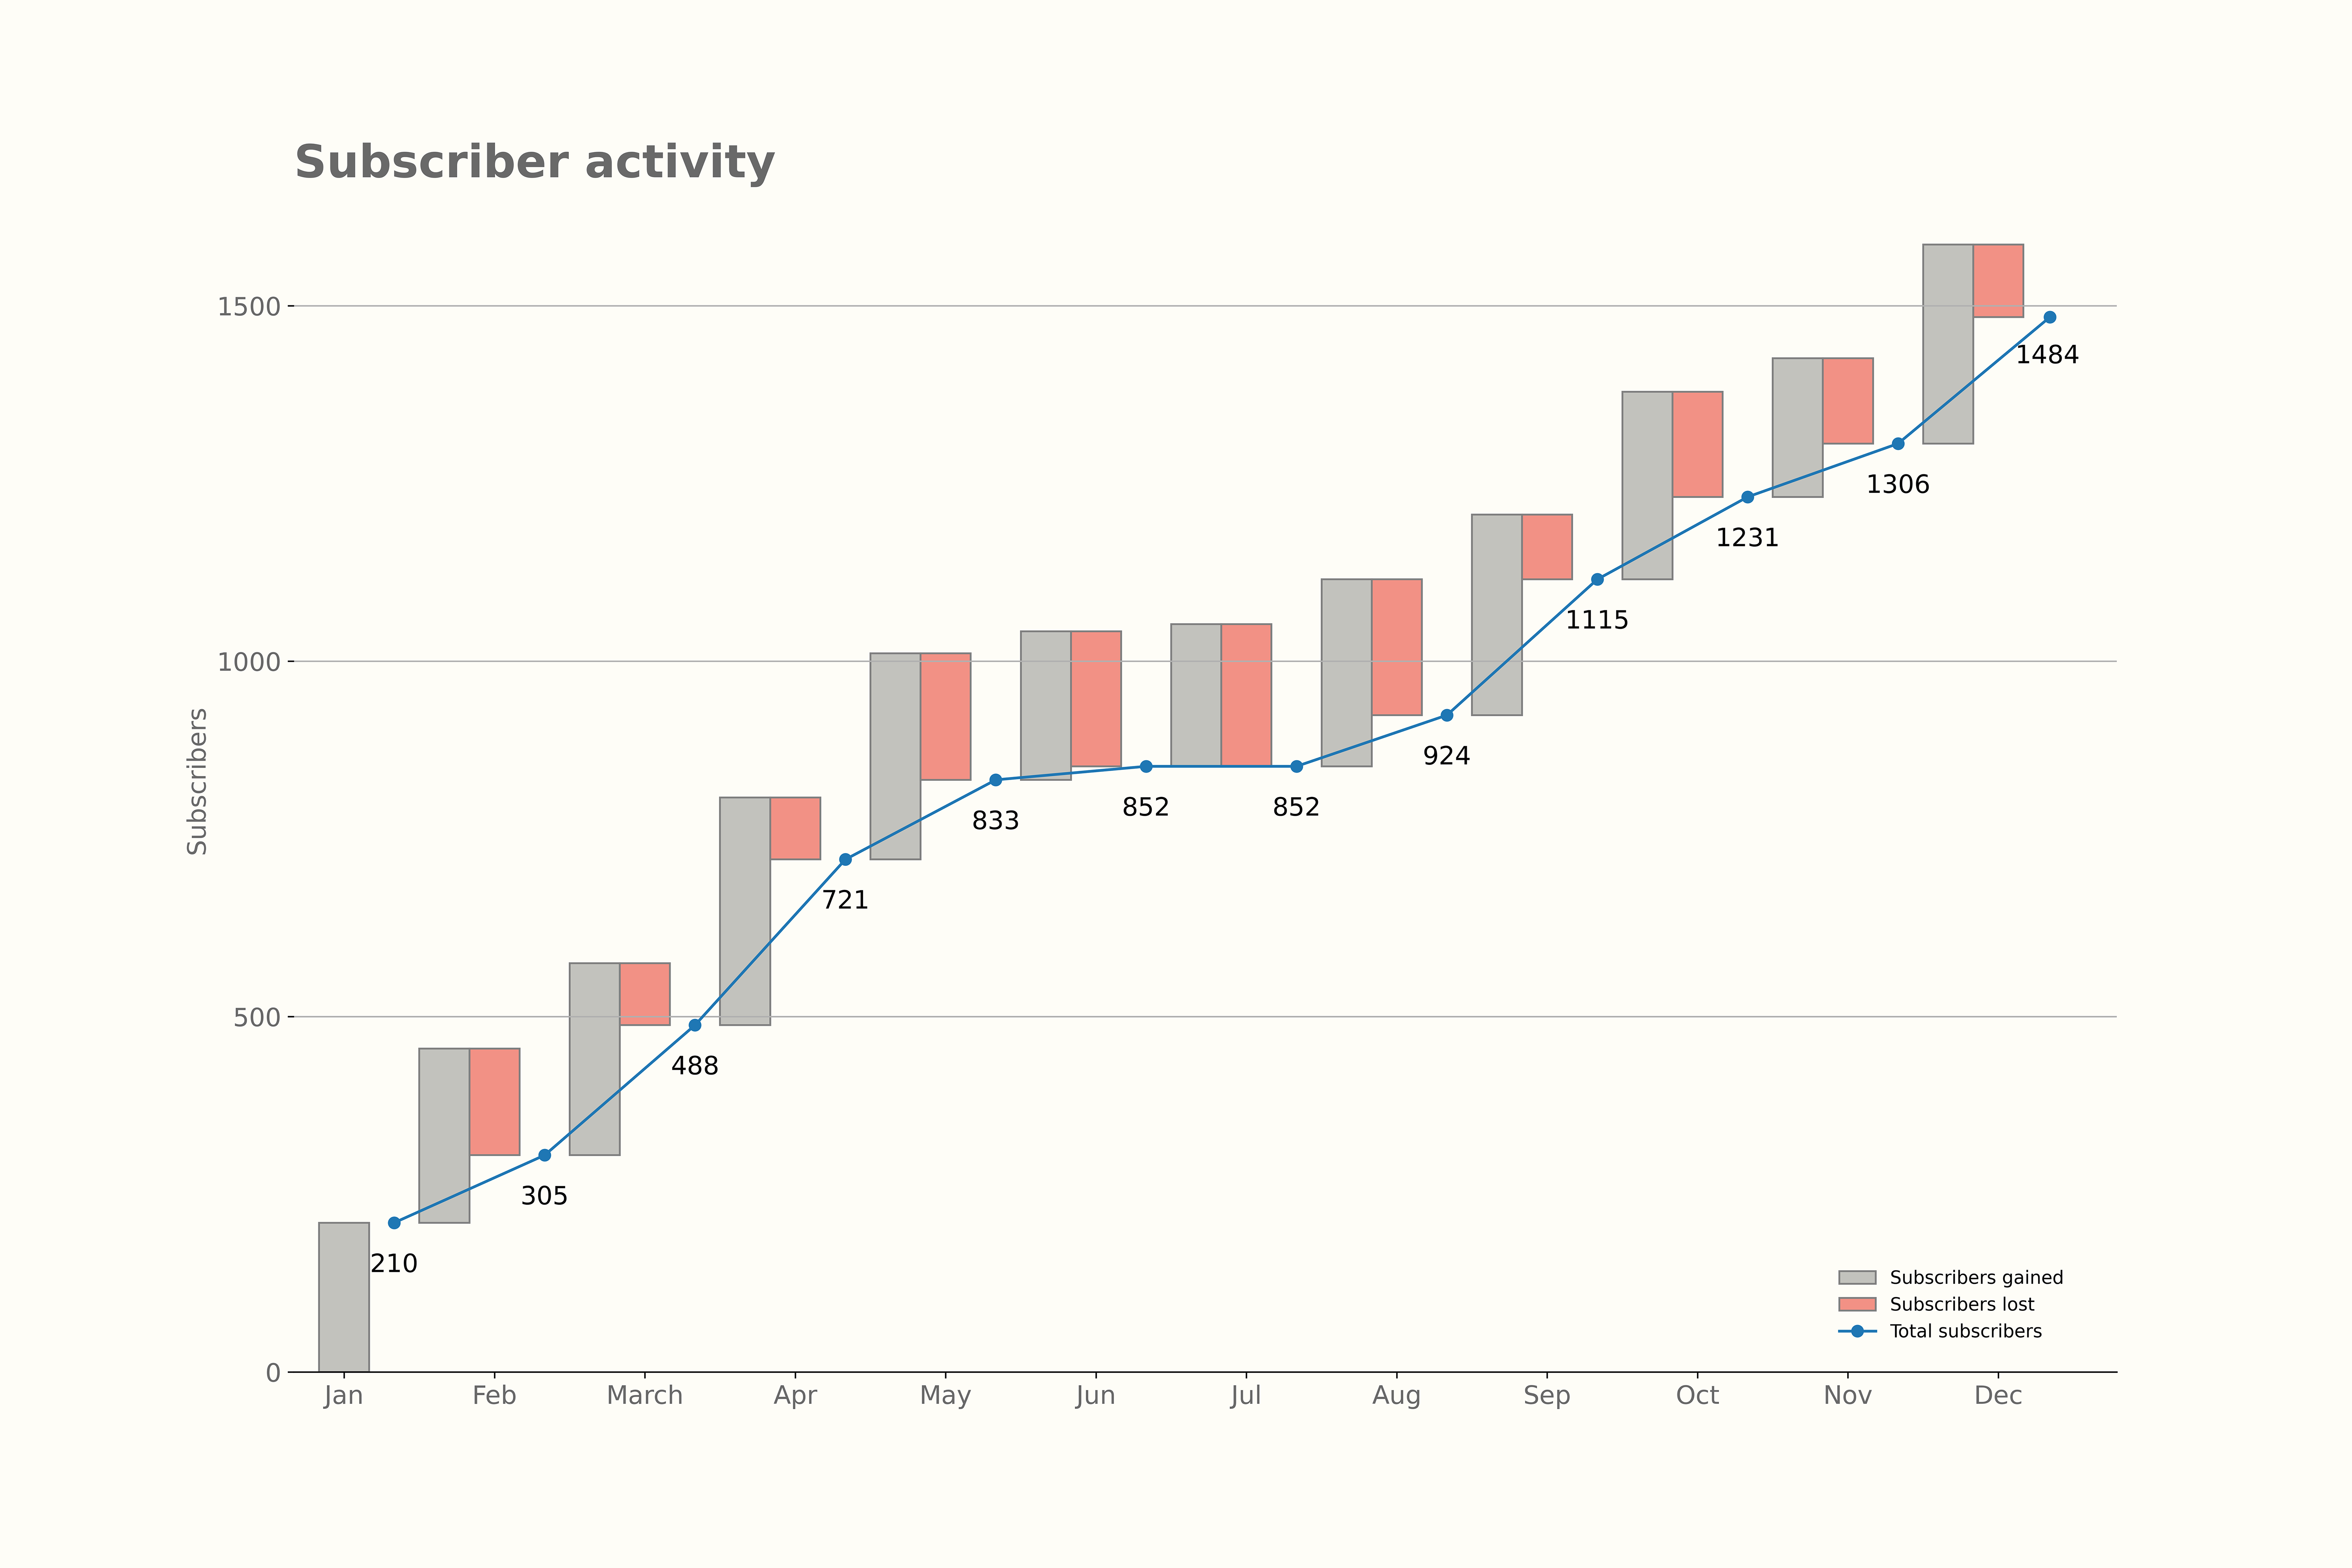 Subscriber activity
1500
1000
500
0
Subscribers
210
305
488
721
833
852
852
924
1115
1231
1306
1484
Subscribers gained
Subscribers lost
Total subscribers
Jan Feb March Apr May Jun Jul Aug Sep Oct Nov Dec